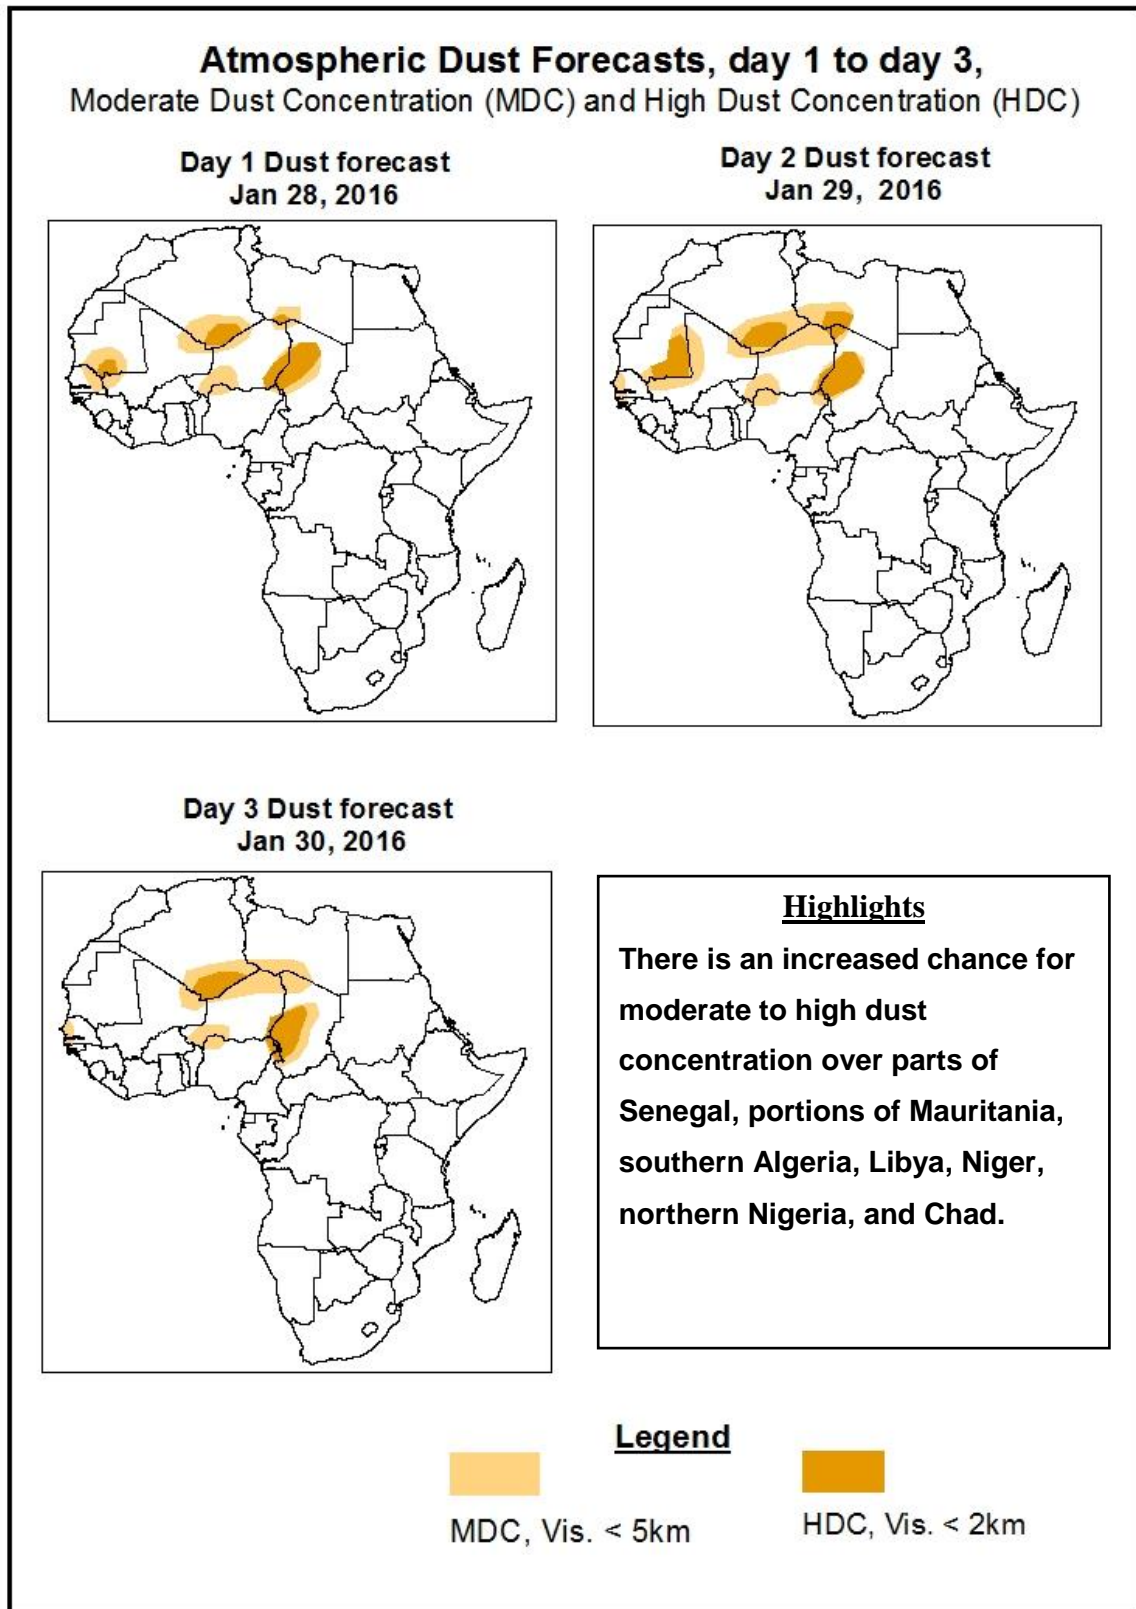 Atmospheric Dust Forecasts, day 1 to day 3,
Moderate Dust Concentration (MDC) and High Dust Concentration (HDC)
Day 1 Dust forecast
Jan 28, 2016
Day 2 Dust forecast
Jan 29, 2016
Day 3 Dust forecast
Jan 30, 2016
Highlights
There is an increased chance for
moderate to high dust
concentration over parts of
Senegal, portions of Mauritania,
southern Algeria, Libya, Niger,
northern Nigeria, and Chad.
Legend
MDC, Vis. < 5km
HDC, Vis. < 2km